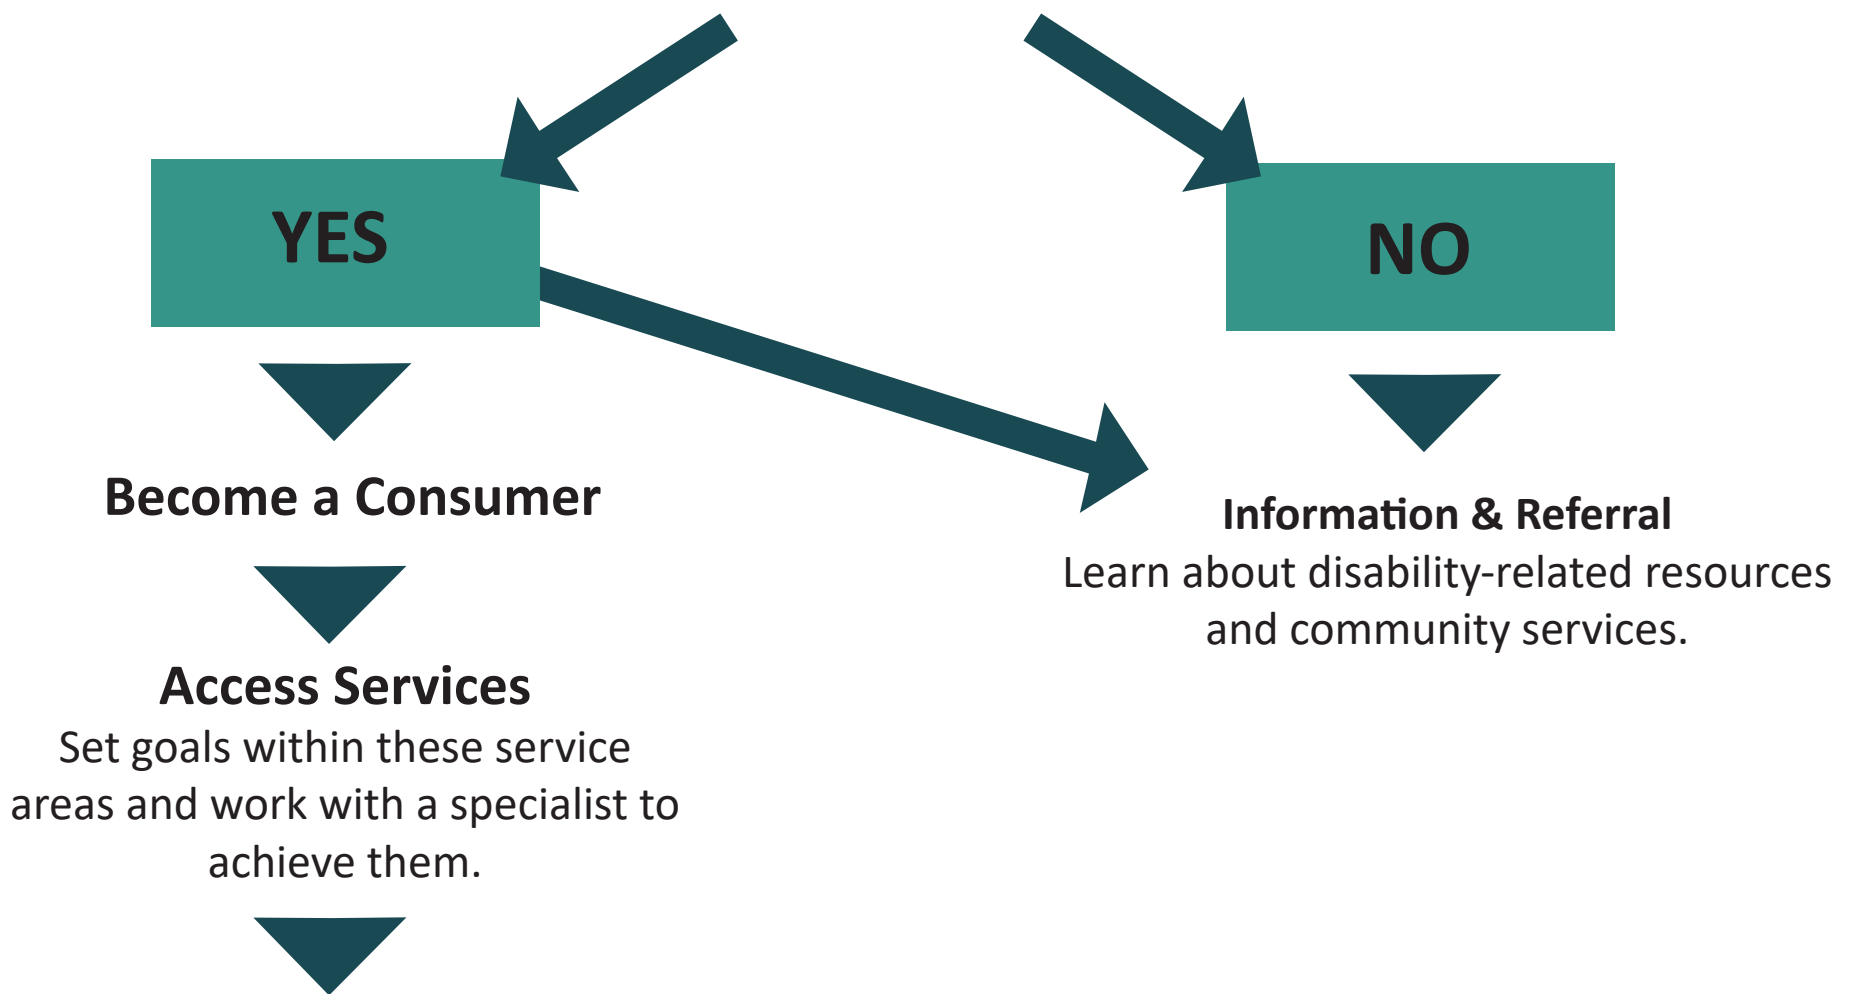 YES
NO
Become a Consumer
Information & Referral
Learn about disability-related resources
and community services.
Access Services
Set goals within these service
areas and work with a specialist to
achieve them.